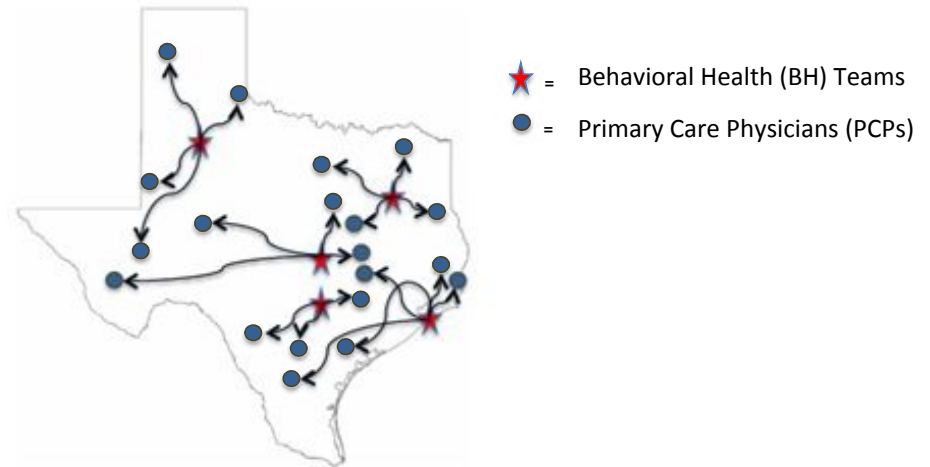 = Behavioral Health (BH) Teams
= Primary Care Physicians (PCPs)